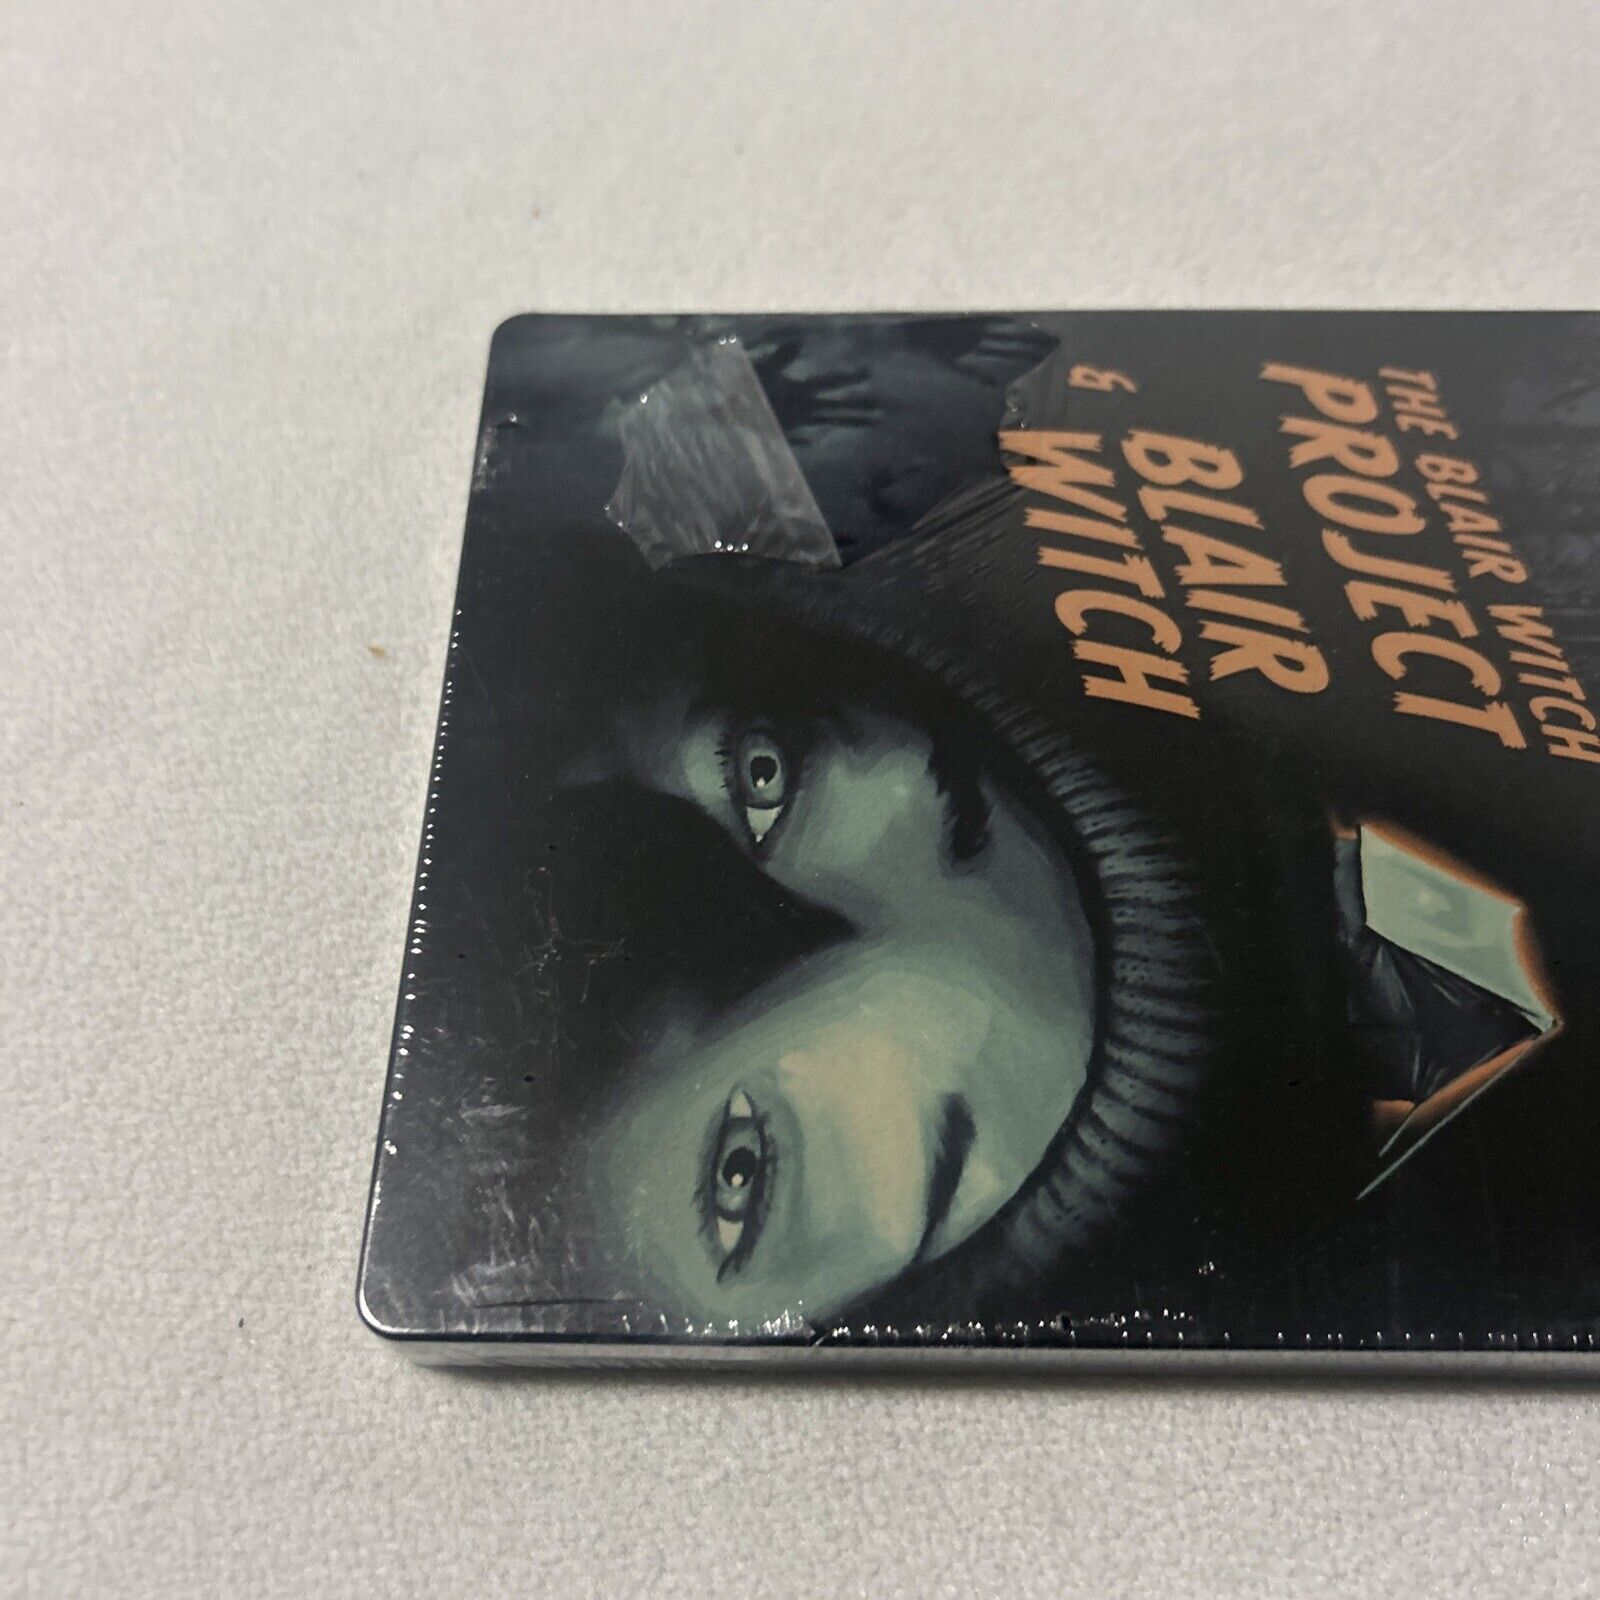 THE BLAIR WITCH
PROJECT
&
BLAIR
WITCH